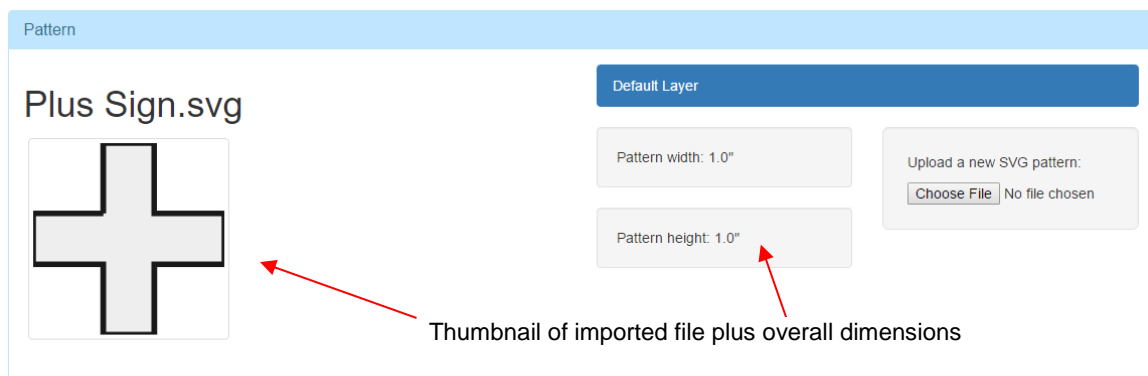 Pattern
Plus Sign.svg
Default Layer
Pattern width: 1.0"
Pattern height: 1.0"
Upload a new SVG pattern:
Choose File No file chosen
Thumbnail of imported file plus overall dimensions